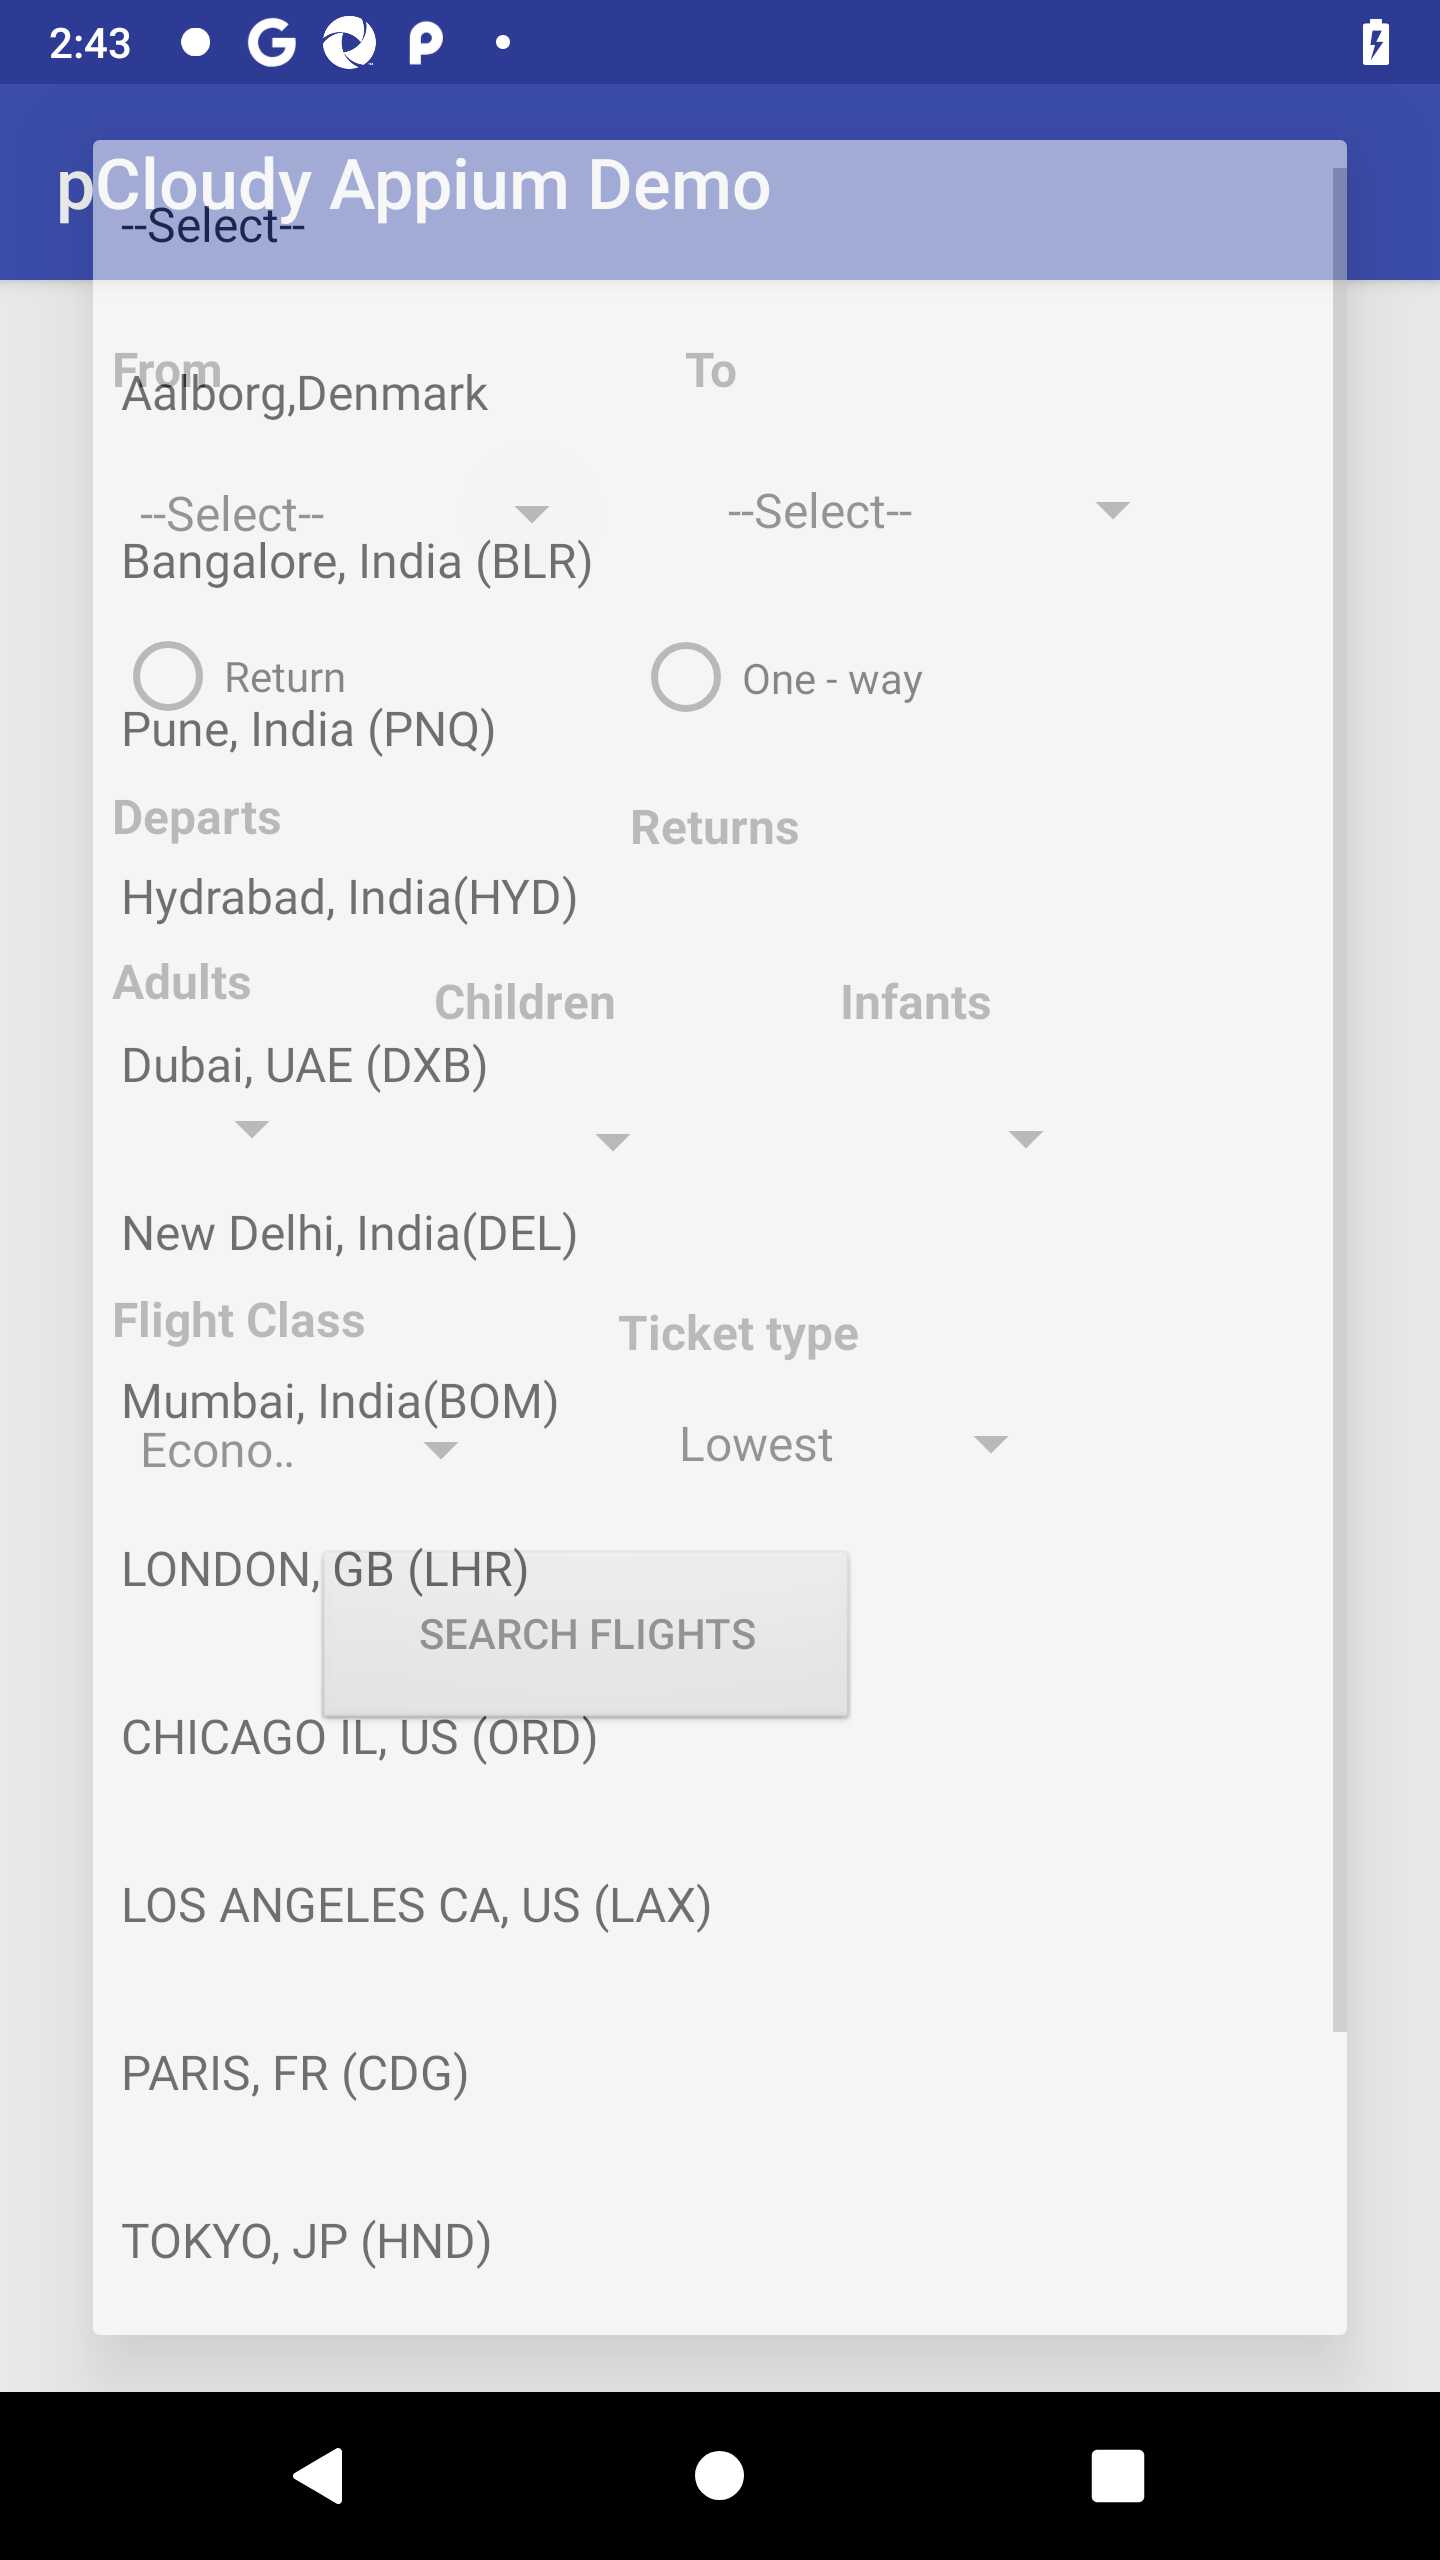 2:43
pCloudy Appium Demo
--Select--
From To
Aalborg,Denmark
--Select-- --Select--
Bangalore, India (BLR)
Return One - way
Pune, India (PNQ)
Departs Returns
Hydrabad, India(HYD)
Adults Children Infants
Dubai, UAE (DXB)
New Delhi, India(DEL)
Flight Class Ticket type
Mumbai, India(BOM)
Econo.. Lowest
LONDON, GB (LHR)
SEARCH FLIGHTS
CHICAGO IL, US (ORD)
LOS ANGELES CA, US (LAX)
PARIS, FR (CDG)
TOKYO, JP (HND)